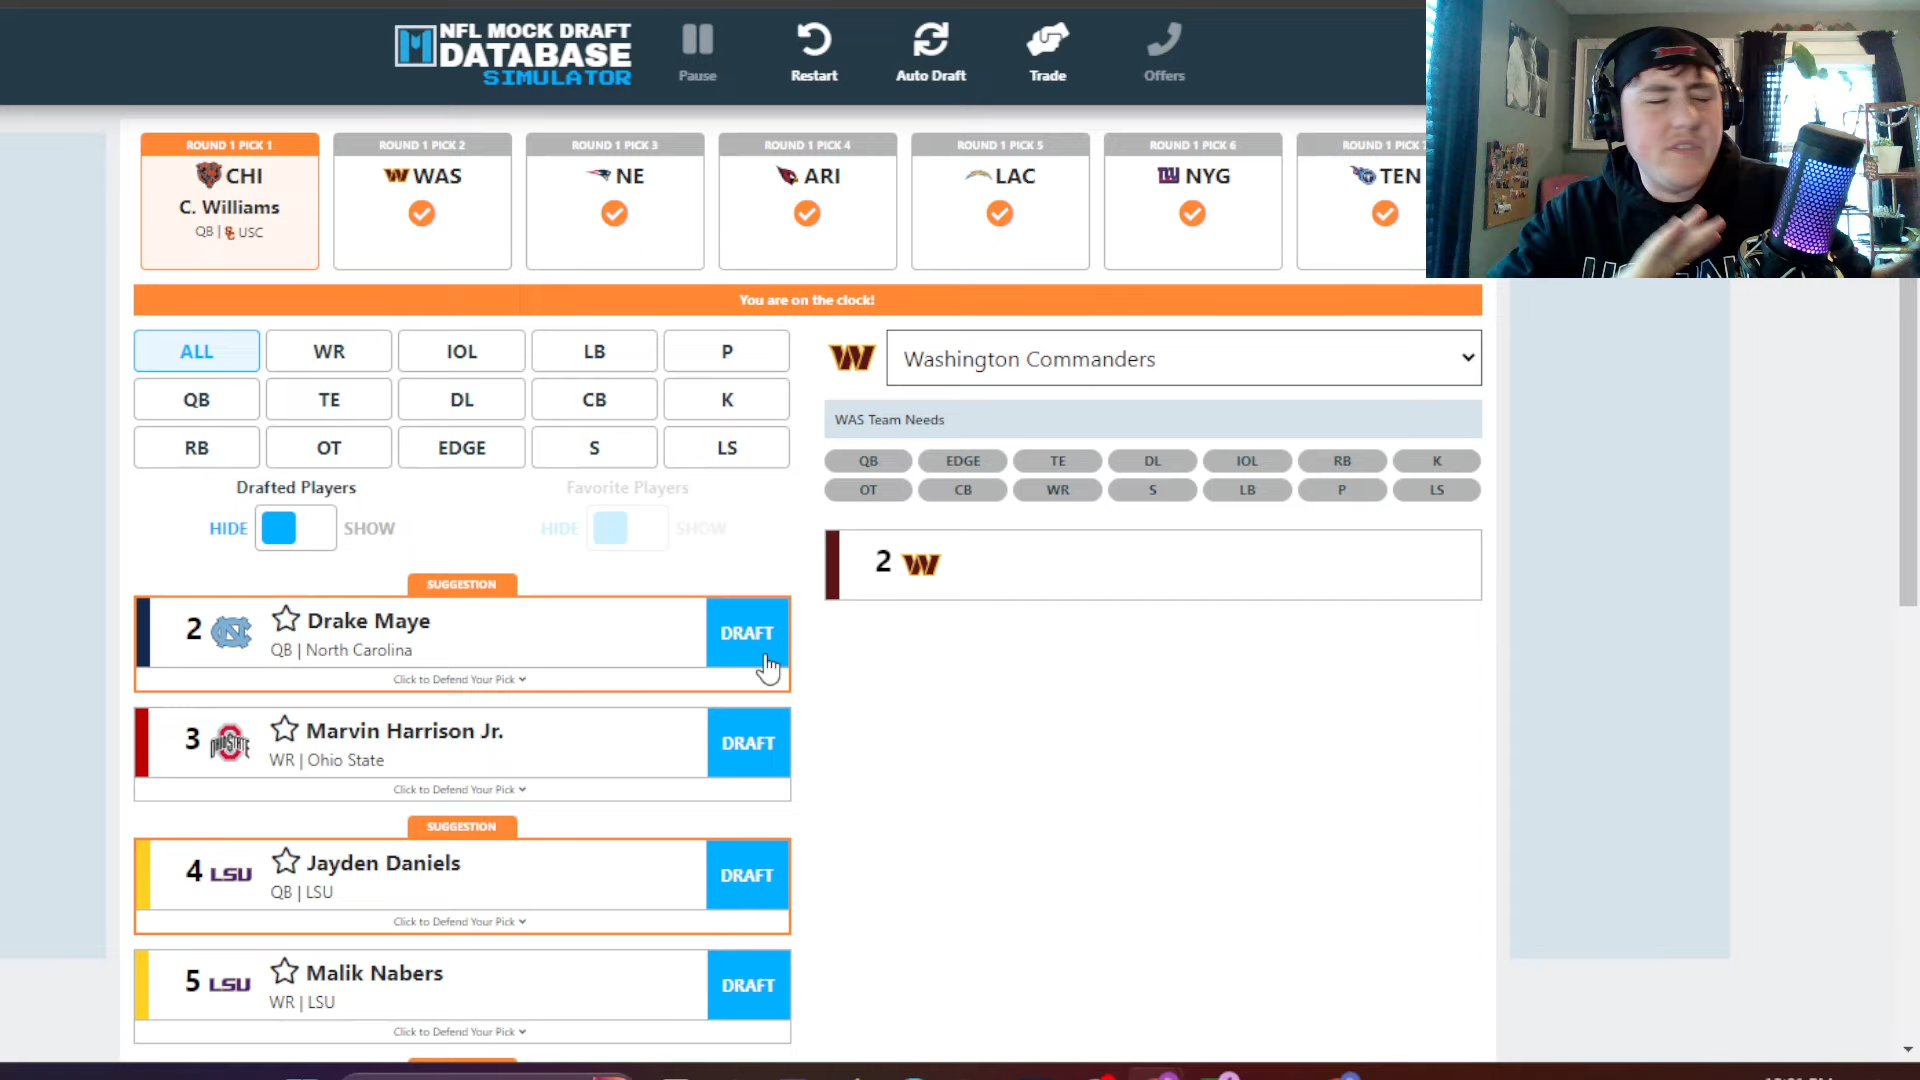 NFL MOCK DRAFT
DATABASE
SIMULATOR
Pause
Restart
Auto Draft
Trade
Offers
ROUND 1 PICK 1
CHI
C. Williams
QB | USC
ROUND 1 PICK 2
WAS
ROUND 1 PICK 3
NE
ROUND 1 PICK 4
ARI
ROUND 1 PICK 5
LAC
ROUND 1 PICK 6
NYG
ROUND 1 PICK
TEN
You are on the clock!
ALL WR IOL LB P
QB TE DL CB K
RB OT EDGE S LS
Drafted Players
HIDE SHOW
Favorite Players
HIDE SHOW
Washington Commanders
WAS Team Needs
QB EDGE TE DL IOL RB K
OT CB WR S LB P LS
2
SUGGESTION
2 Drake Maye
QB | North Carolina
DRAFT
Click to Defend Your Pick
3 OHIO STATE Marvin Harrison Jr.
WR | Ohio State
DRAFT
Click to Defend Your Pick
SUGGESTION
4 LSU Jayden Daniels
QB | LSU
DRAFT
Click to Defend Your Pick
5 LSU Malik Nabers
WR | LSU
DRAFT
Click to Defend Your Pick